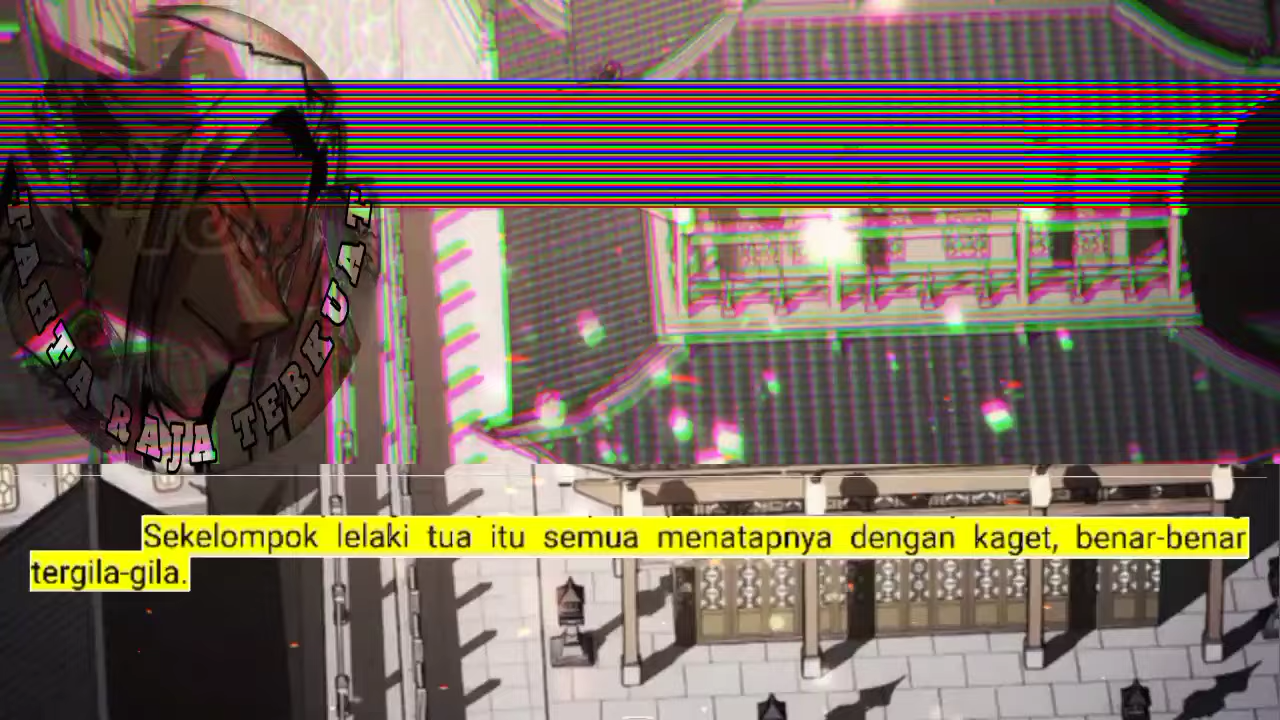 TAHTA RAJA TERKUAT
Sekelompok lelaki tua itu semua menatapnya dengan kaget, benar-benar
tergila-gila.